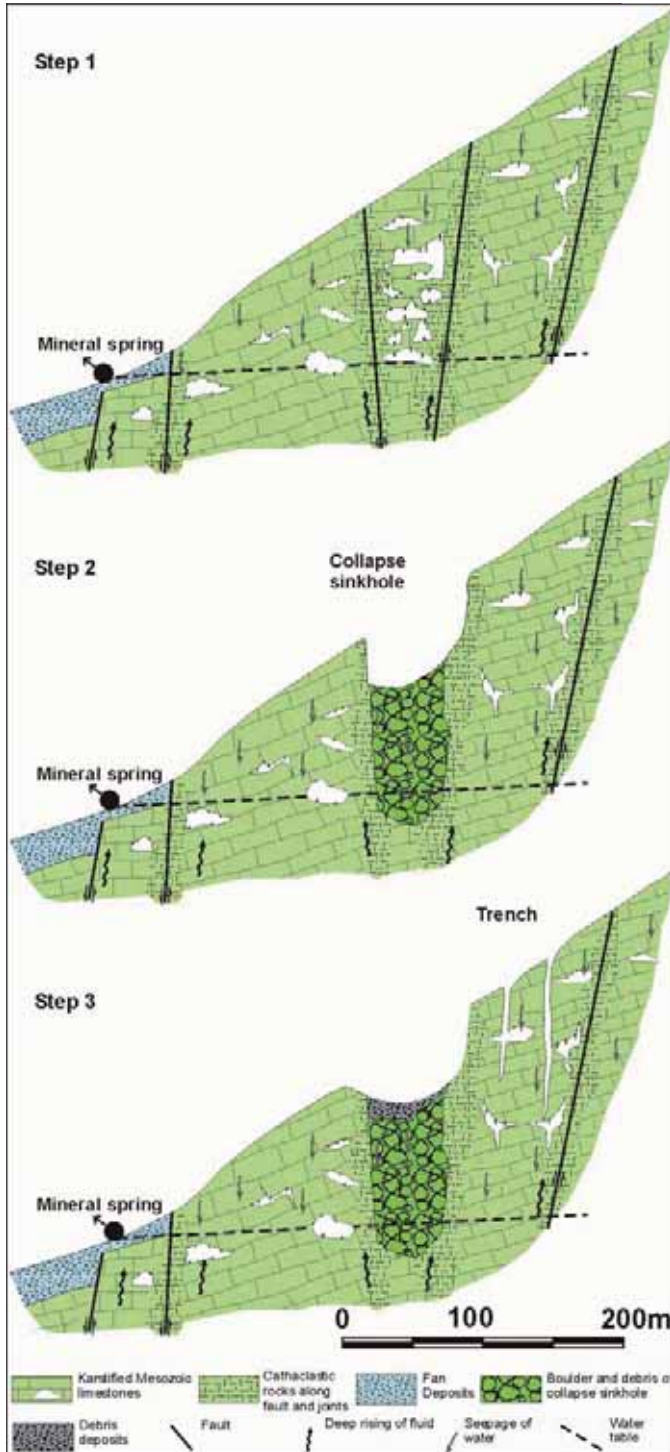 Step 1
Mineral spring
Step 2
Collapse
sinkhole
Mineral spring
Trench
Step 3
Mineral spring
0 100 200m
Karstified Mesozoic
limestones
Cathaclastic
rocks along
fault and joints
Fan
Deposits
Boulder and debris o
collapse sinkhole
Debris
deposits
Fault
Deep rising of fluid
Seepage of
water
Water
table